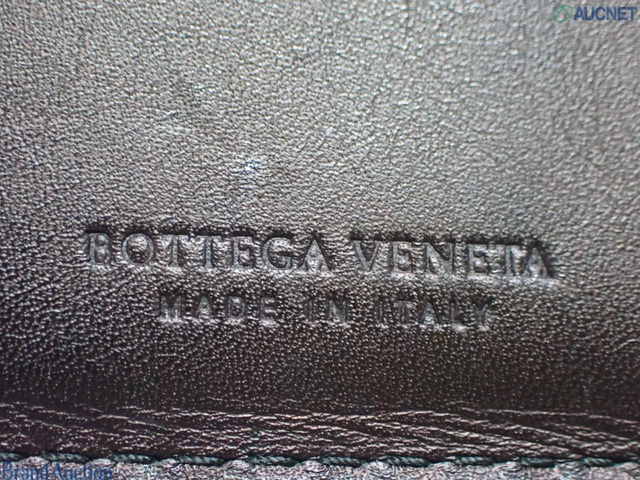 AUCNET
BOTTEGA VENETA
MADE IN ITALY
Brand Auction